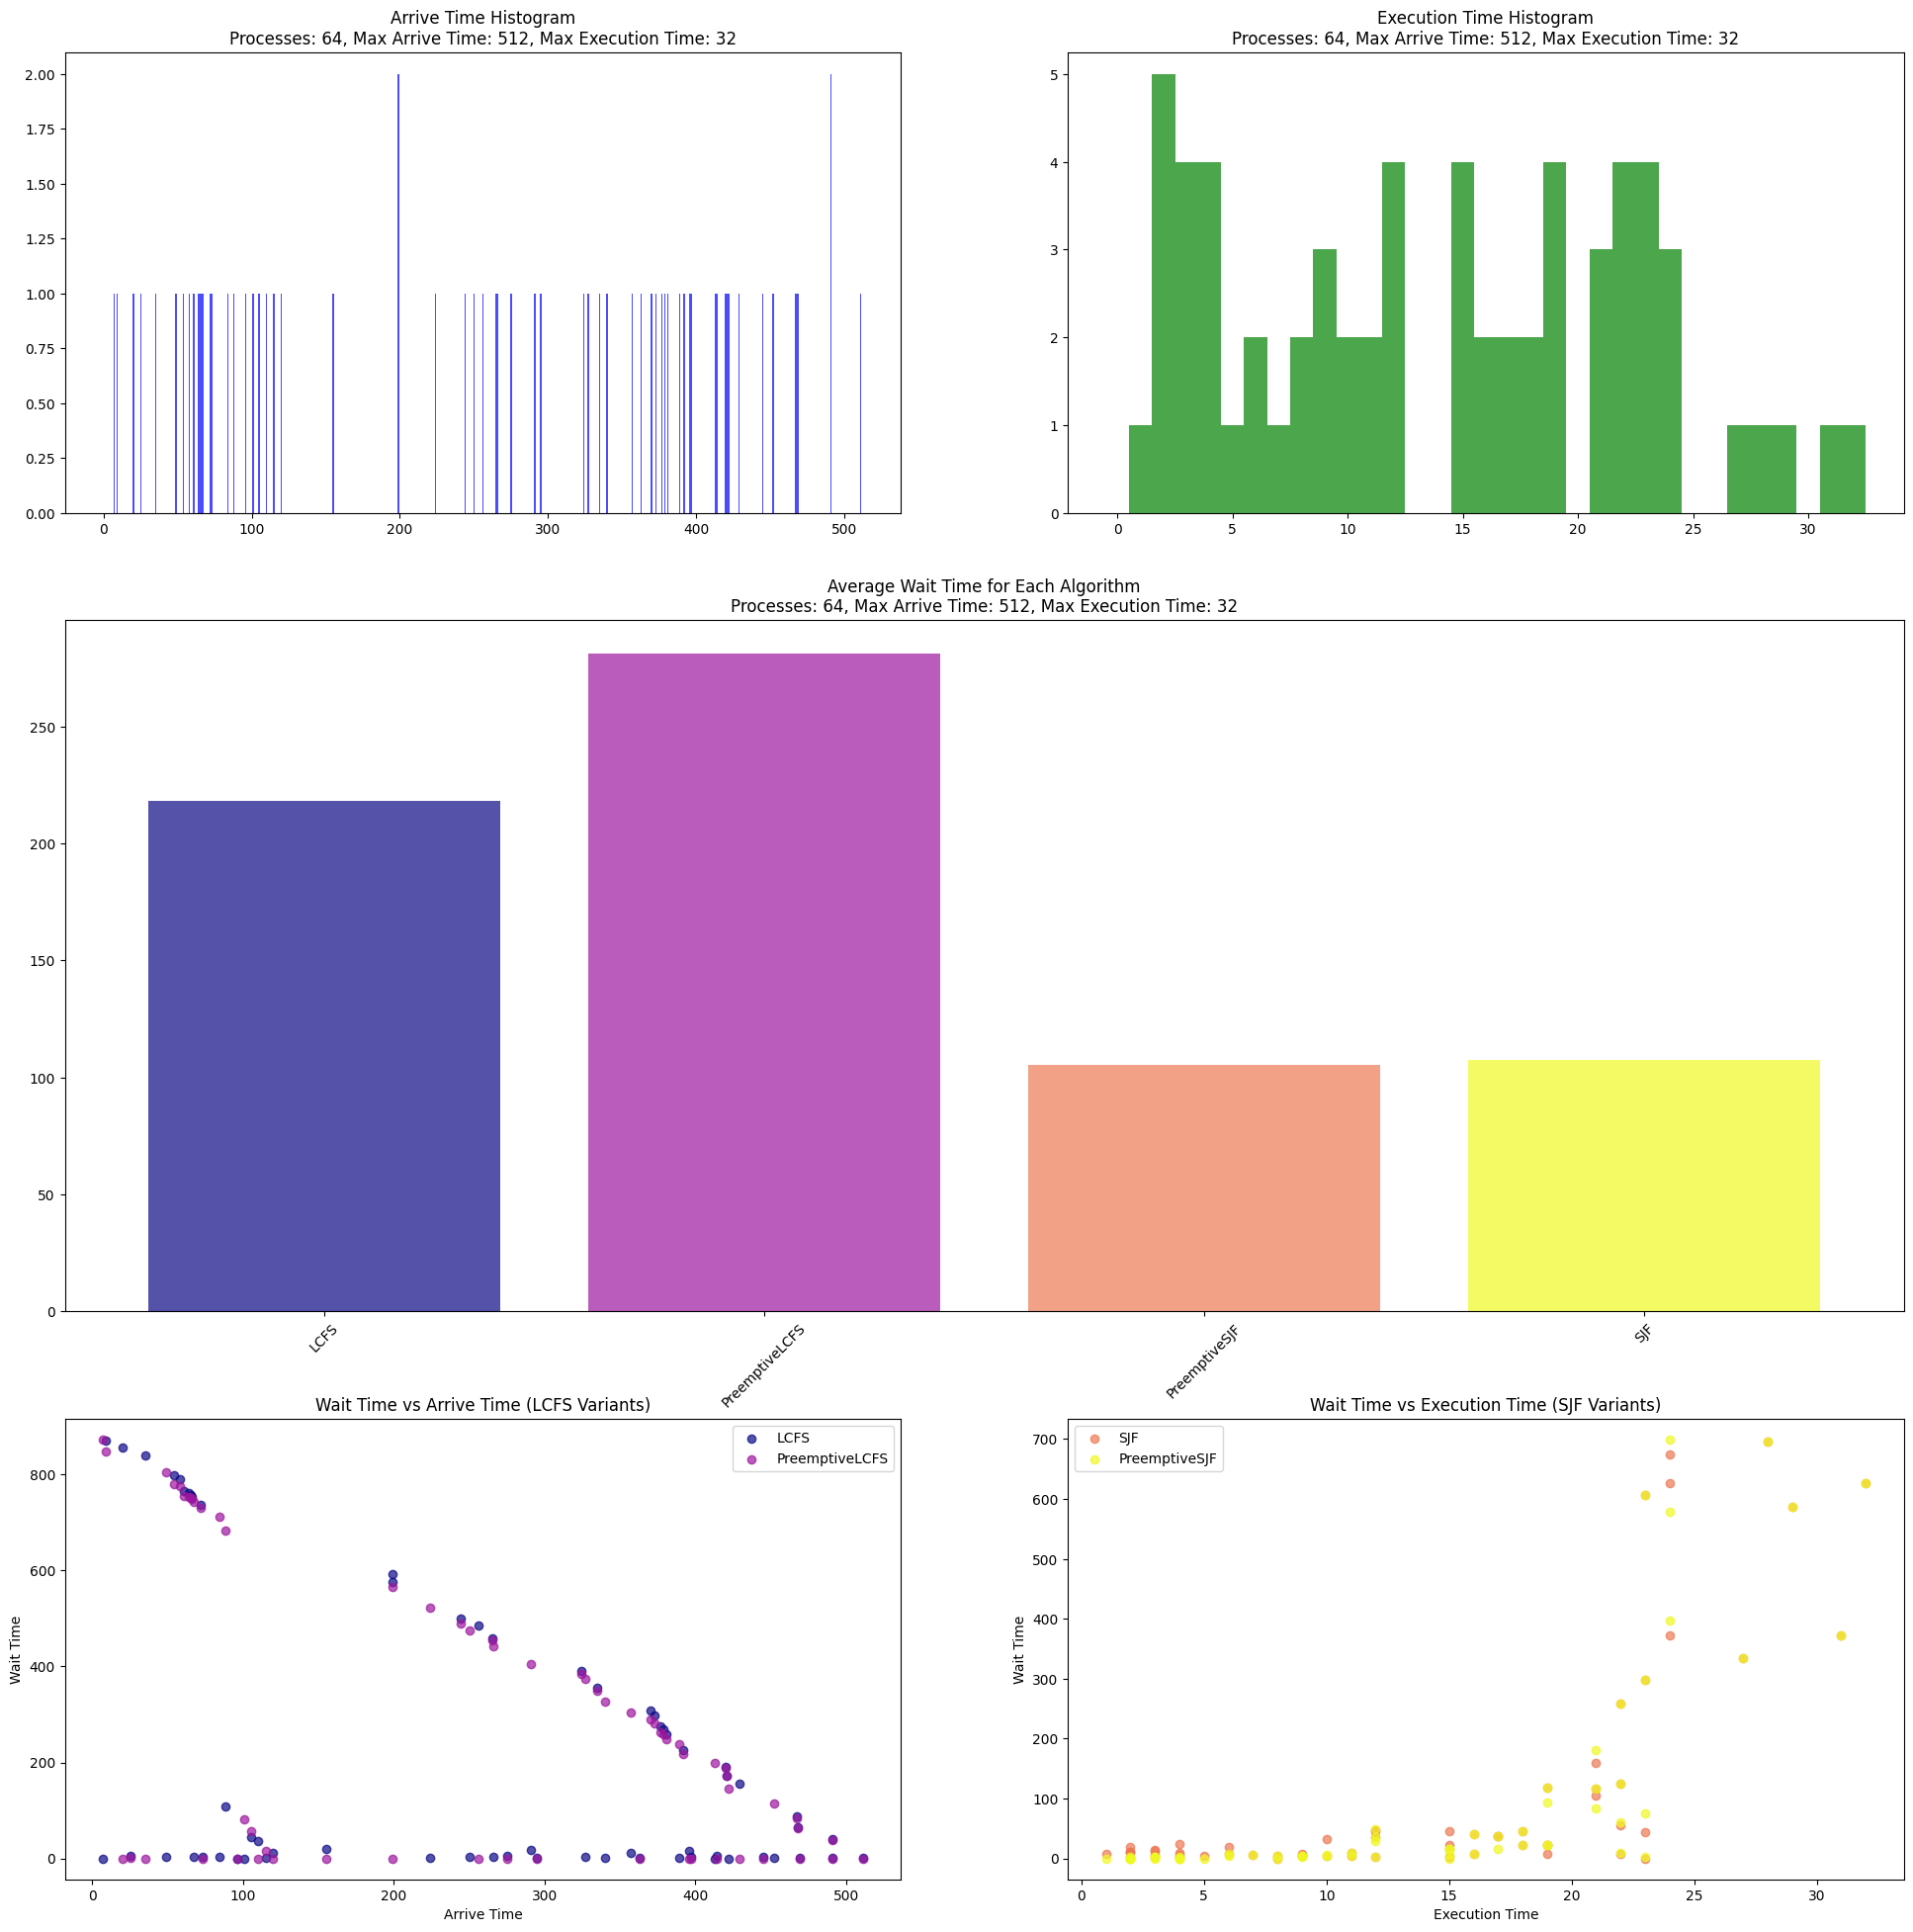 Arrive Time Histogram
Processes: 64, Max Arrive Time: 512, Max Execution Time: 32
2.00
1.75
1.50
1.25
1.00
0.75
0.50
0.25
0.00
0 100 200 300 400 500
Execution Time Histogram
Processes: 64, Max Arrive Time: 512, Max Execution Time: 32
5
4
3
2
1
0
0 5 10 15 20 25 30
Average Wait Time for Each Algorithm
Processes: 64, Max Arrive Time: 512, Max Execution Time: 32
250
200
150
100
50
0
LCFS
PreemptiveLCFS
PreemptiveSJF
SJF
Wait Time vs Arrive Time (LCFS Variants)
LCFS
PreemptiveLCFS
Wait Time
800
600
400
200
0
0 100 200 300 400 500
Arrive Time
Wait Time vs Execution Time (SJF Variants)
SJF
PreemptiveSJF
Wait Time
700
600
500
400
300
200
100
0
0 5 10 15 20 25 30
Execution Time